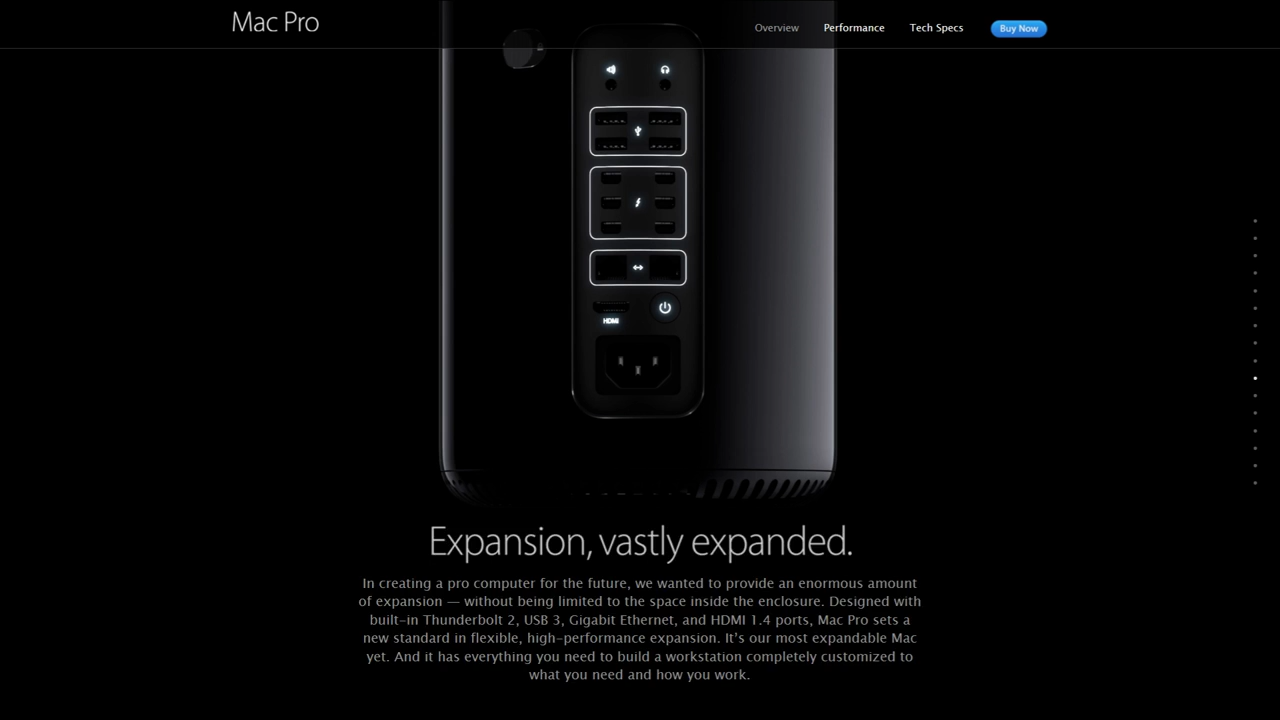 Mac Pro
Overview Performance Tech Specs Buy Now
HDMI
Expansion, vastly expanded.
In creating a pro computer for the future, we wanted to provide an enormous amount
of expansion — without being limited to the space inside the enclosure. Designed with
built-in Thunderbolt 2, USB 3, Gigabit Ethernet, and HDMI 1.4 ports, Mac Pro sets a
new standard in flexible, high-performance expansion. It’s our most expandable Mac
yet. And it has everything you need to build a workstation completely customized to
what you need and how you work.